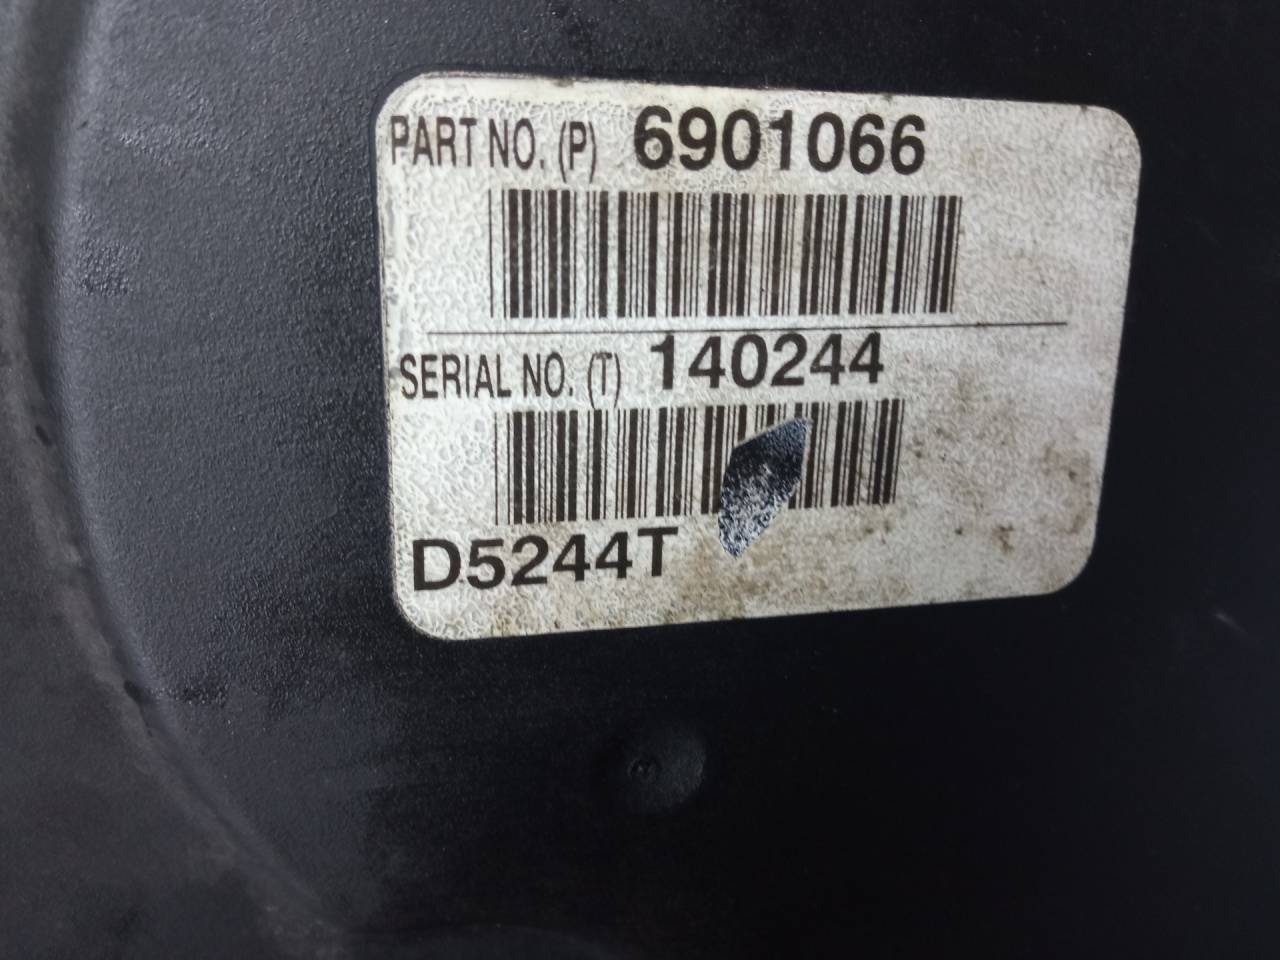 PART NO. (P) 6901066
SERIAL NO. (T) 140244
D5244T